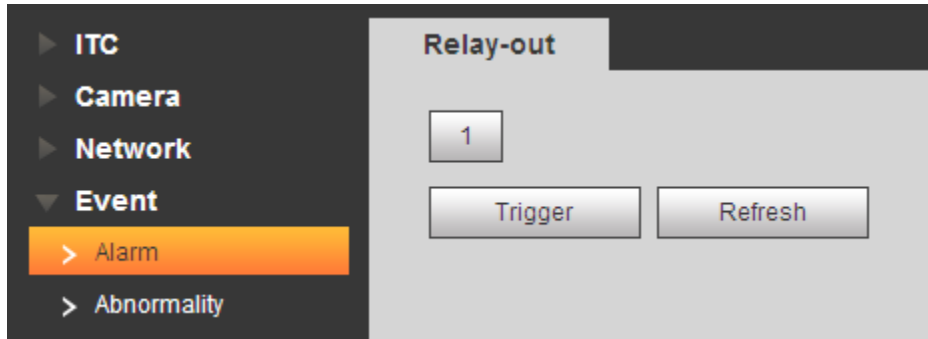 ITC
Camera
Network
Event
Alarm
Abnormality
Relay-out
1
Trigger Refresh